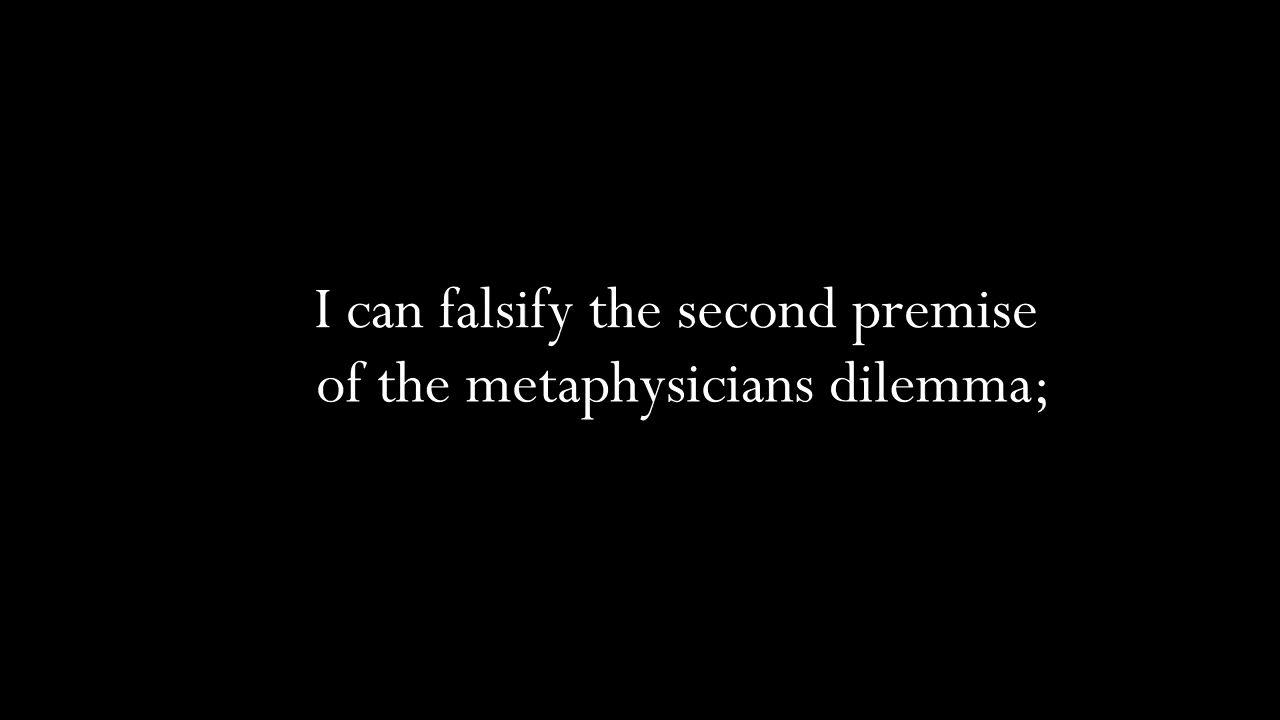 I can falsify the second premise
of the metaphysicians dilemma;